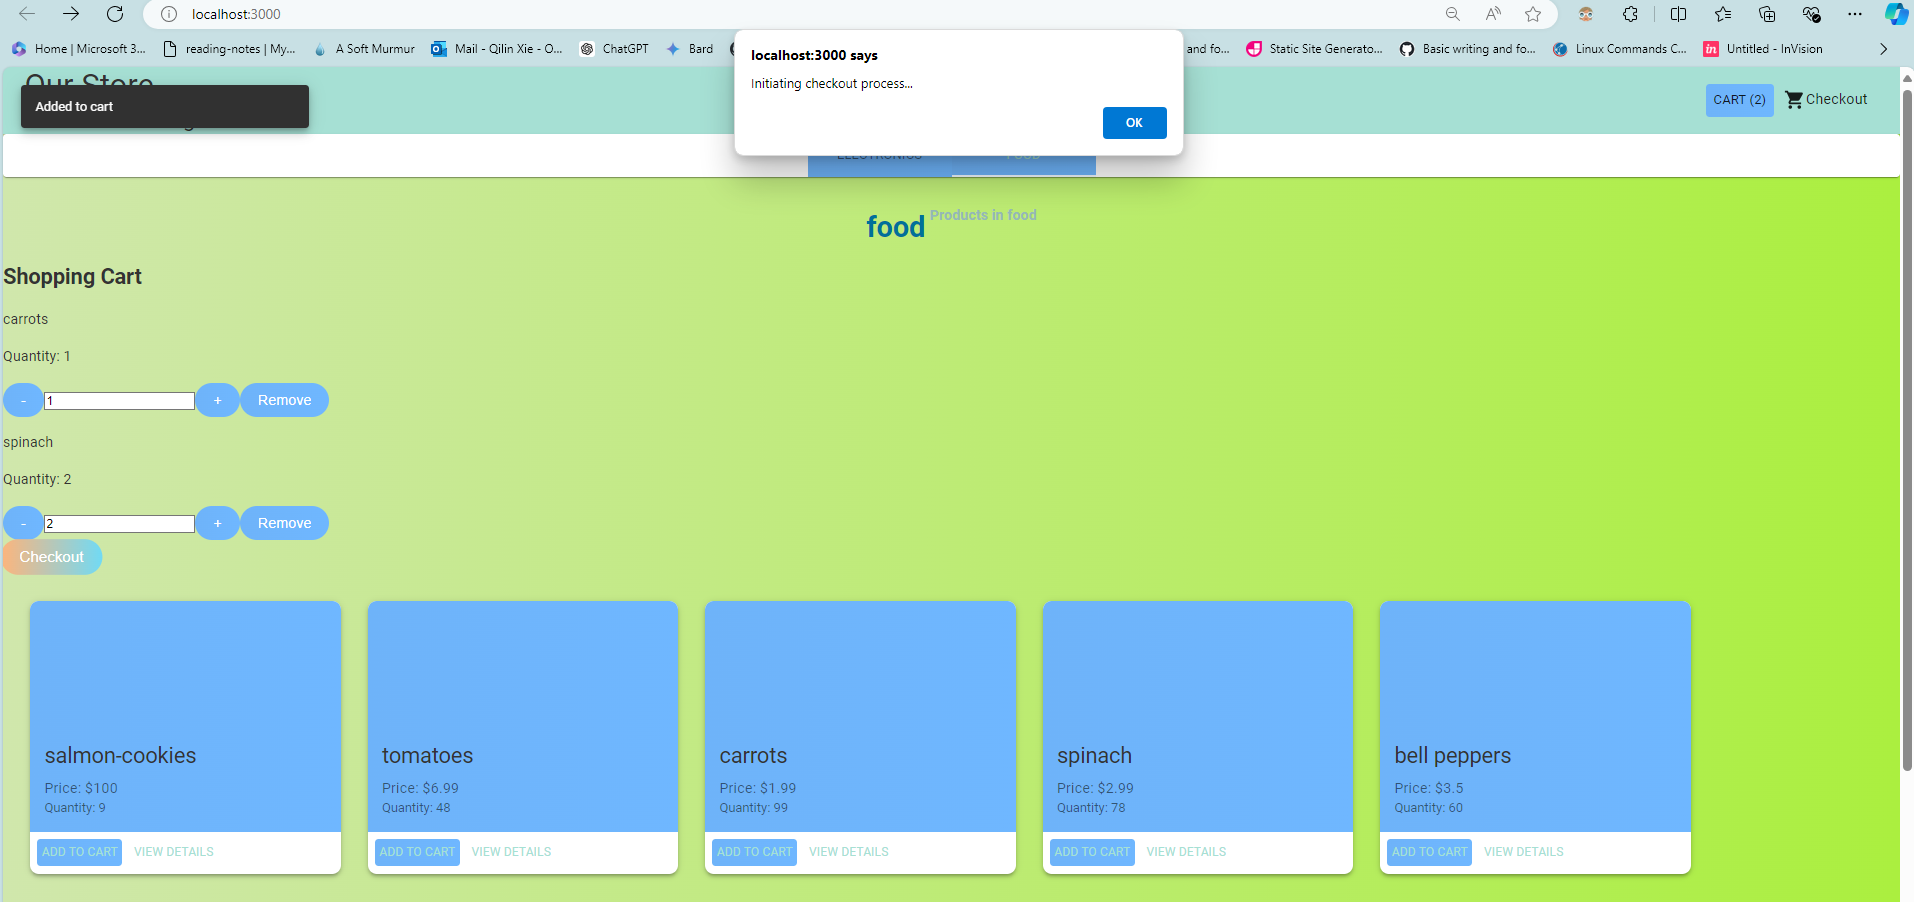 localhost:3000
Home | Microsoft 3... reading-notes | My... A Soft Murmur Mail - Qilin Xie - O... ChatGPT Bard and fo... Static Site Generato... Basic writing and fo... Linux Commands C... Untitled - InVision
localhost:3000 says
Initiating checkout process...
OK
Our Store
Added to cart
CART (2) Checkout
ELECTRONICS FOOD
food Products in food
Shopping Cart
carrots
Quantity: 1
- 1 + Remove
spinach
Quantity: 2
- 2 + Remove
Checkout
salmon-cookies tomatoes carrots spinach bell peppers
Price: $100 Price: $6.99 Price: $1.99 Price: $2.99 Price: $3.5
Quantity: 9 Quantity: 48 Quantity: 99 Quantity: 78 Quantity: 60
ADD TO CART VIEW DETAILS ADD TO CART VIEW DETAILS ADD TO CART VIEW DETAILS ADD TO CART VIEW DETAILS ADD TO CART VIEW DETAILS